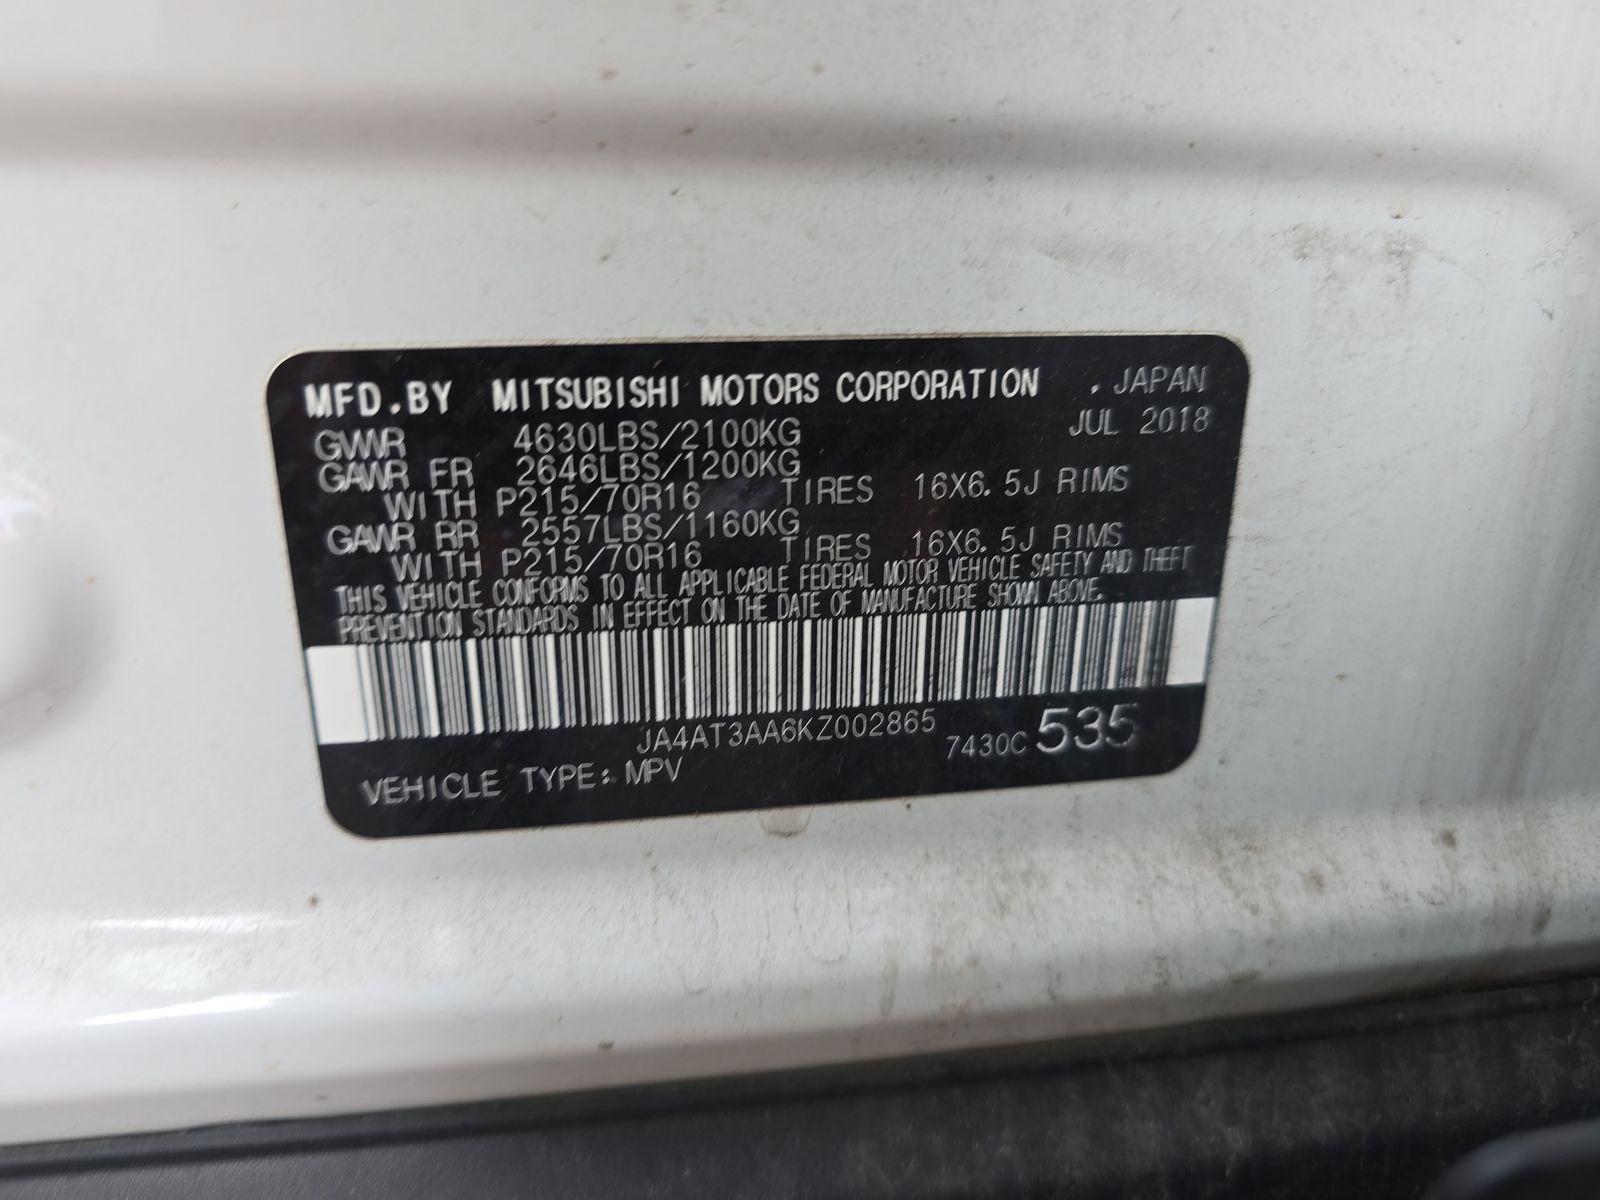 MFD.BY MITSUBISHI MOTORS CORPORATION . JAPAN
GVWR 4630LBS/2100KG JUL 2018
GAWR FR 2646LBS/1200KG
WITH P215/70R16 TIRES 16X6.5J RIMS
GAWR RR 2557LBS/1160KG
WITH P215/70R16 TIRES 16X6.5J RIMS
THIS VEHICLE CONFORMS TO ALL APPLICABLE FEDERAL MOTOR VEHICLE SAFETY AND THEFT
PREVENTION STANDARDS IN EFFECT ON THE DATE OF MANUFACTURE SHOWN ABOVE.
JA4AT3AA6KZ002865
7430C 535
VEHICLE TYPE: MPV